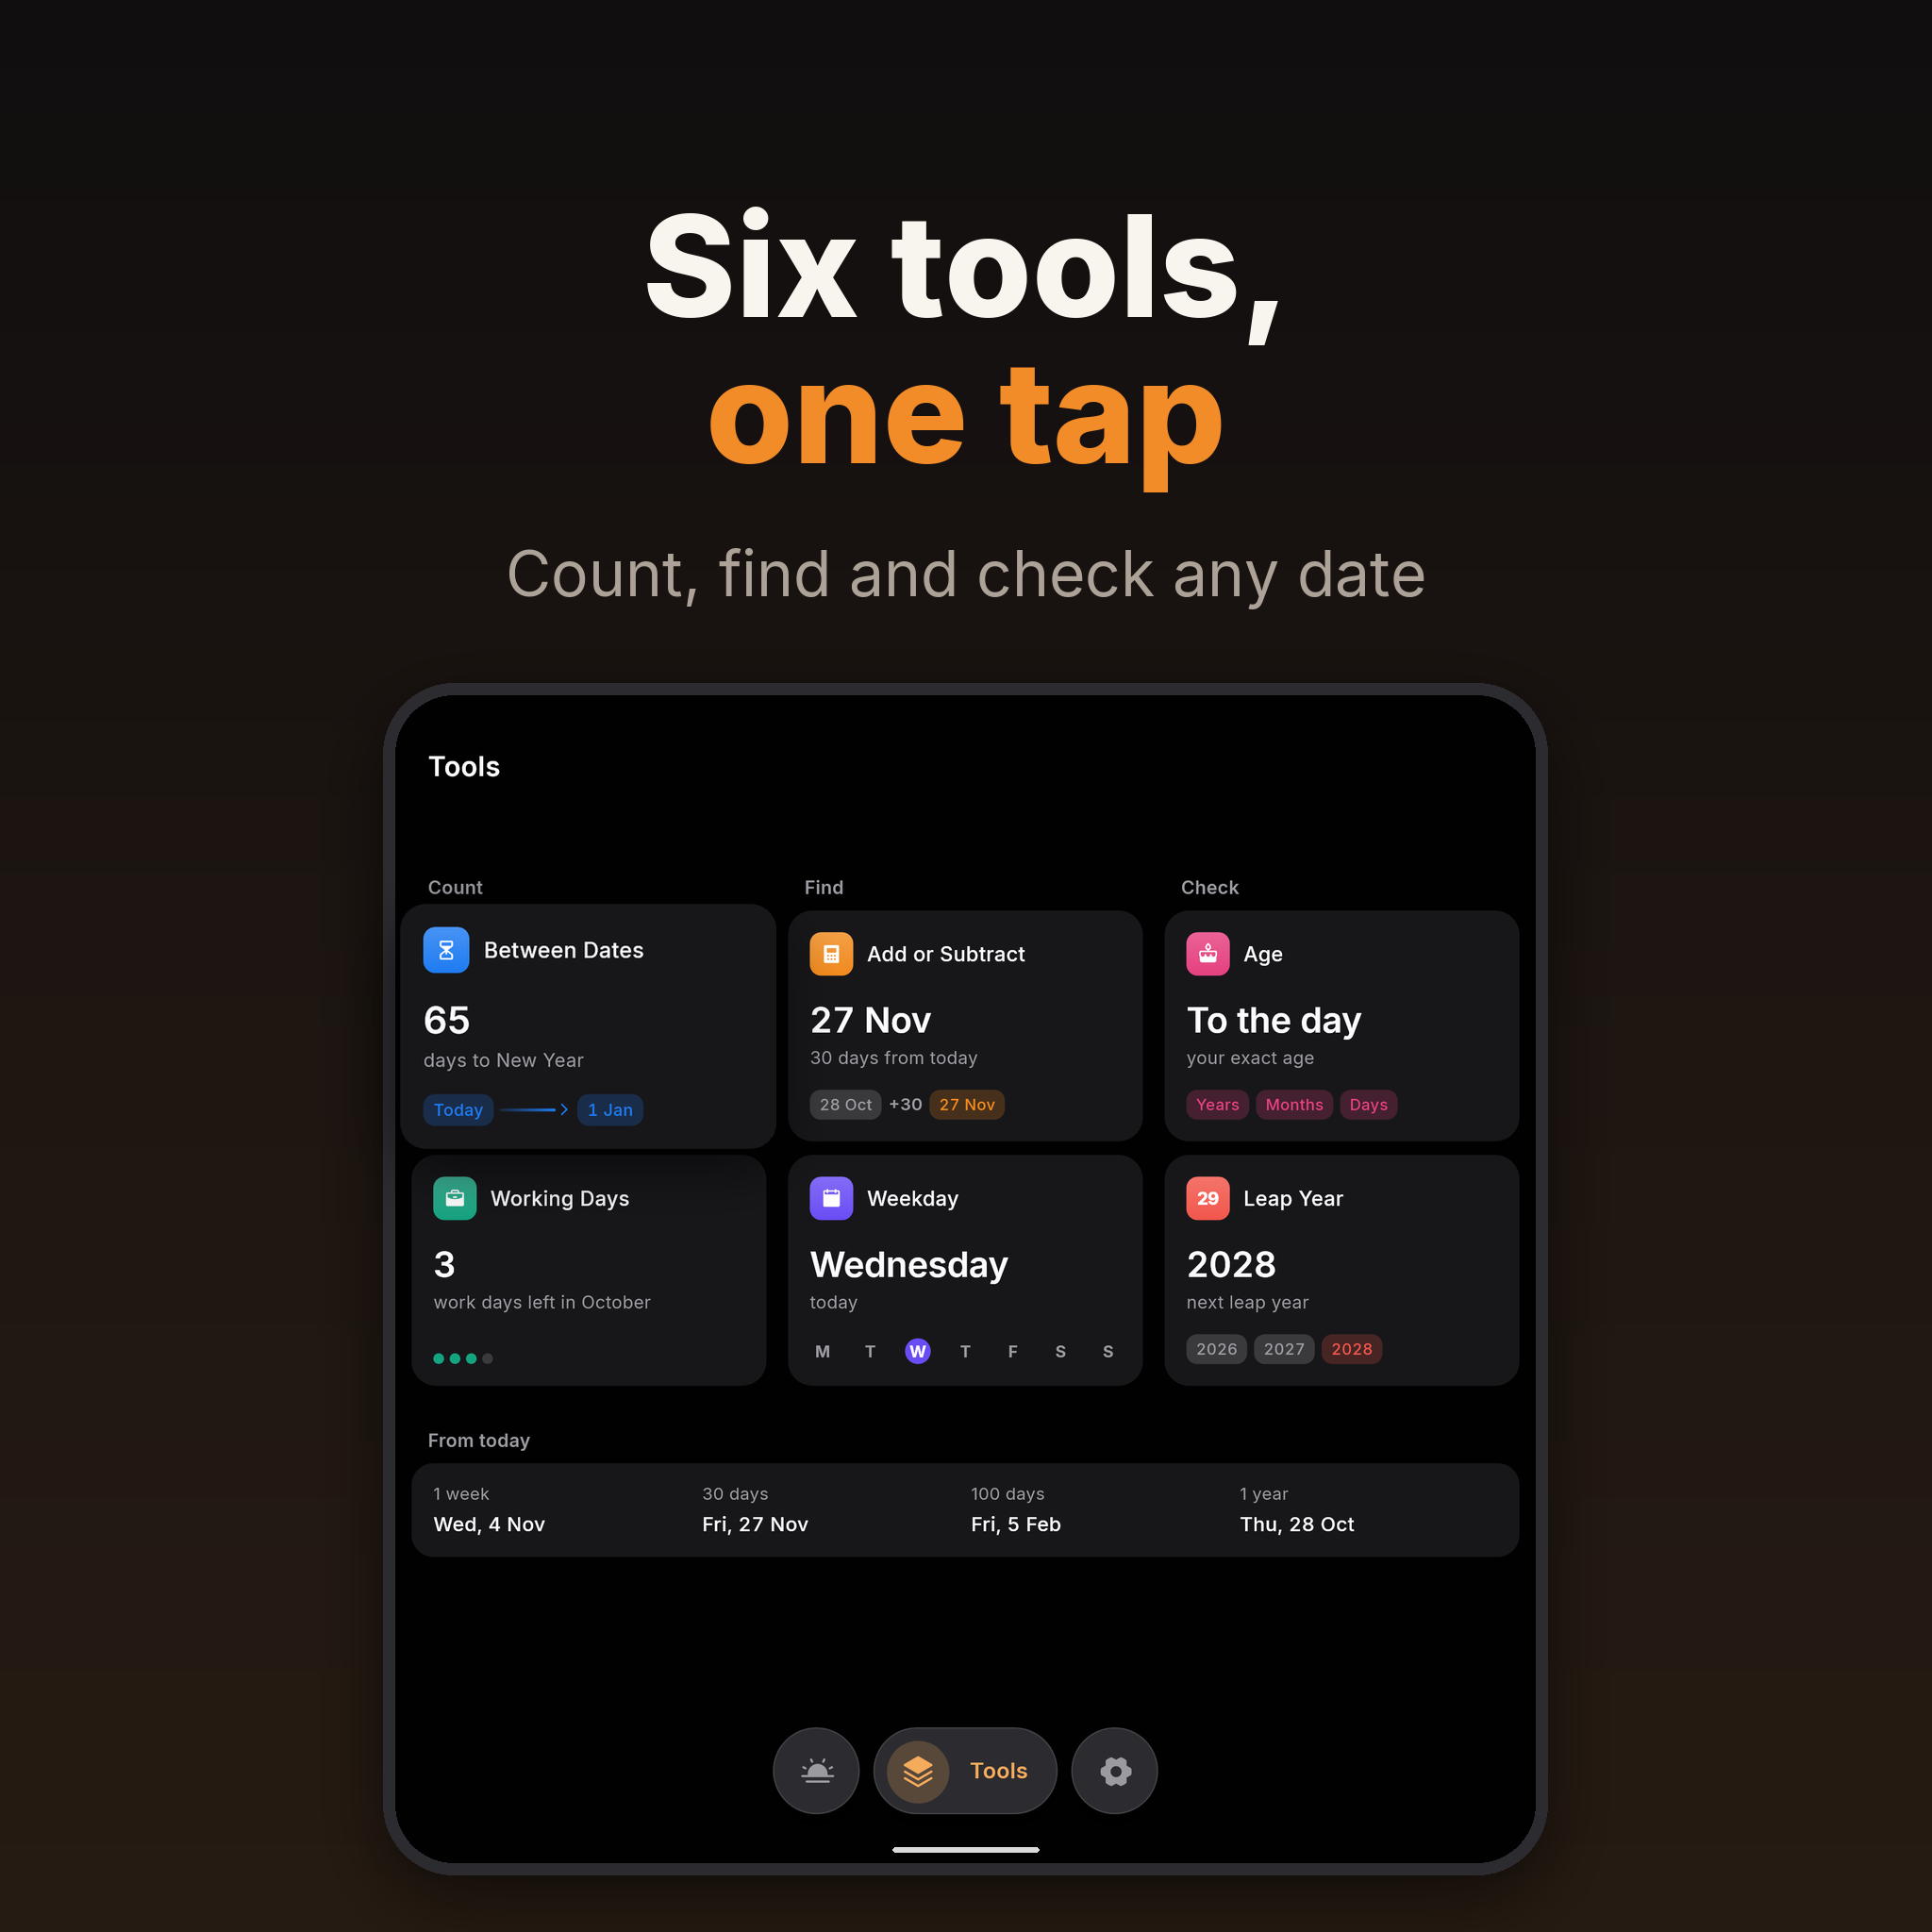 Six tools,
one tap
Count, find and check any date
Tools
Count
Between Dates
65
days to New Year
Today 1 Jan
Working Days
3
work days left in October
Find
Add or Subtract
27 Nov
30 days from today
28 Oct +30 27 Nov
Weekday
Wednesday
today
M T W T F S S
Check
Age
To the day
your exact age
Years Months Days
29 Leap Year
2028
next leap year
2026 2027 2028
From today
1 week
Wed, 4 Nov
30 days
Fri, 27 Nov
100 days
Fri, 5 Feb
1 year
Thu, 28 Oct
Tools